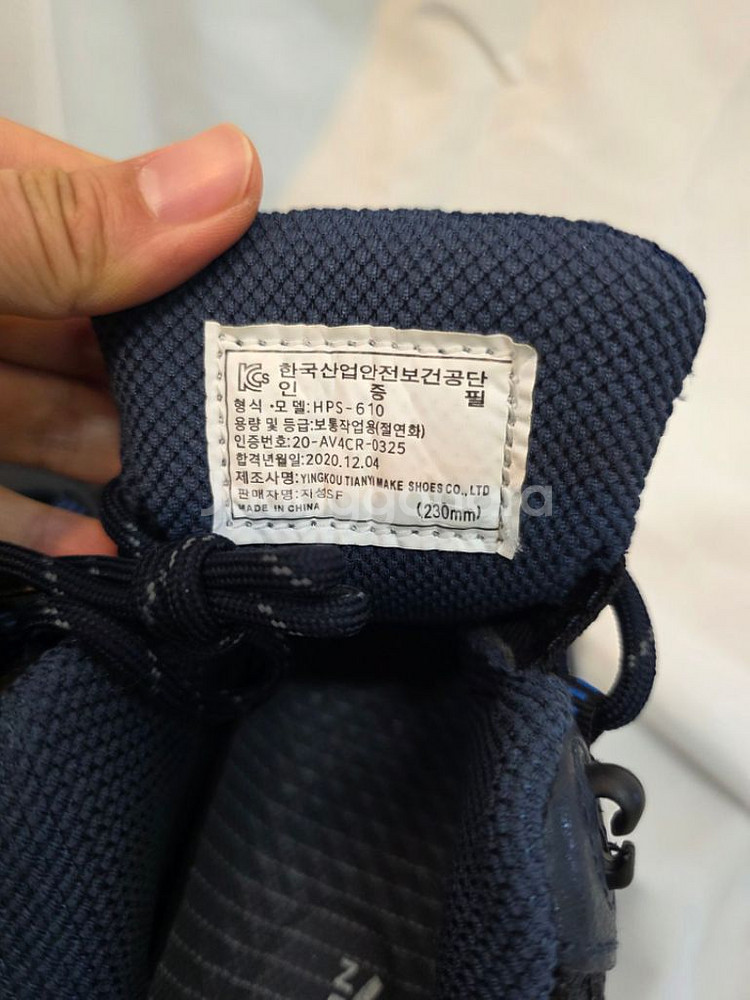 KCs 한국산업안전보건공단
인 증 필
형식·모델:HPS-610
용량 및 등급:보통작업용(절연화)
인증번호:20-AV4CR-0325
합격년월일:2020.12.04
제조사명:YINGKOU TIANYI MAKE SHOES CO., LTD
판매자명:지성SF
MADE IN CHINA (230mm)